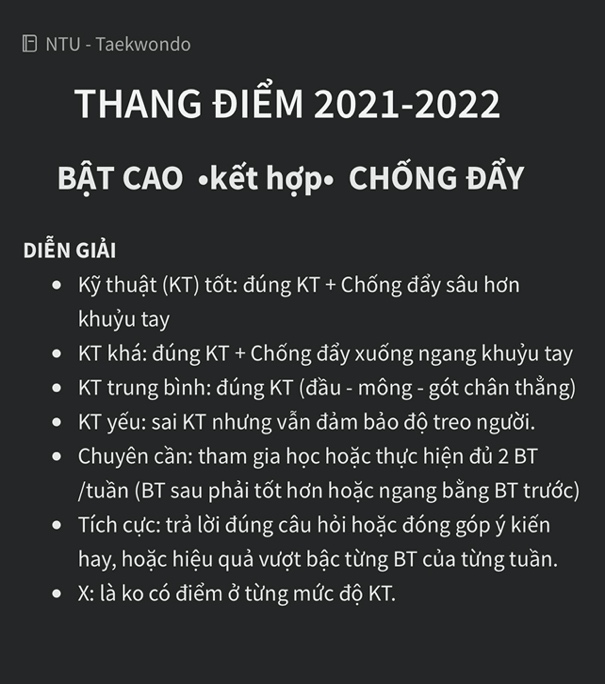 NTU - Taekwondo
THANG ĐIỂM 2021-2022
BẬT CAO •kết hợp• CHỐNG ĐẨY
DIỄN GIẢI
• Kỹ thuật (KT) tốt: đúng KT + Chống đẩy sâu hơn
khuỷu tay
• KT khá: đúng KT + Chống đẩy xuống ngang khuỷu tay
• KT trung bình: đúng KT (đầu - mông - gót chân thẳng)
• KT yếu: sai KT nhưng vẫn đảm bảo độ treo người.
• Chuyên cần: tham gia học hoặc thực hiện đủ 2 BT
/tuần (BT sau phải tốt hơn hoặc ngang bằng BT trước)
• Tích cực: trả lời đúng câu hỏi hoặc đóng góp ý kiến
hay, hoặc hiệu quả vượt bậc từng BT của từng tuần.
• X: là ko có điểm ở từng mức độ KT.